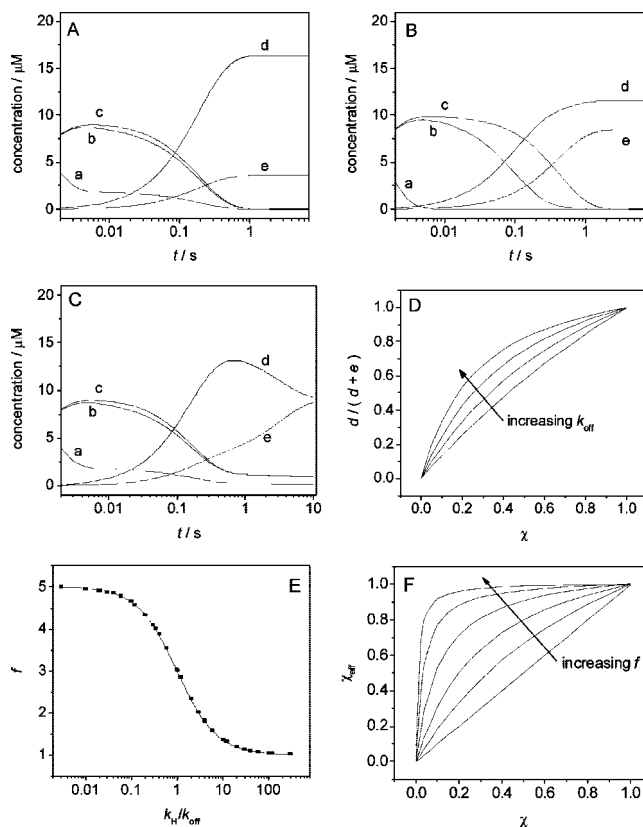 A
concentration / μM
20
15
10
5
0
a
b
c
d
e
0.01
0.1
1
t / s
B
concentration / μM
20
15
10
5
0
a
b
c
d
e
0.01
0.1
1
t / s
C
concentration / μM
20
15
10
5
0
a
b
c
d
e
0.01
0.1
1
10
t / s
D
d / (d + e)
1.0
0.8
0.6
0.4
0.2
0.0
increasing k_off
0.0
0.2
0.4
0.6
0.8
1.0
χ
E
f
5
4
3
2
1
0.01
0.1
1
10
100
k_H/k_off
F
χ_eff
1.0
0.8
0.6
0.4
0.2
0.0
increasing f
0.0
0.2
0.4
0.6
0.8
1.0
χ